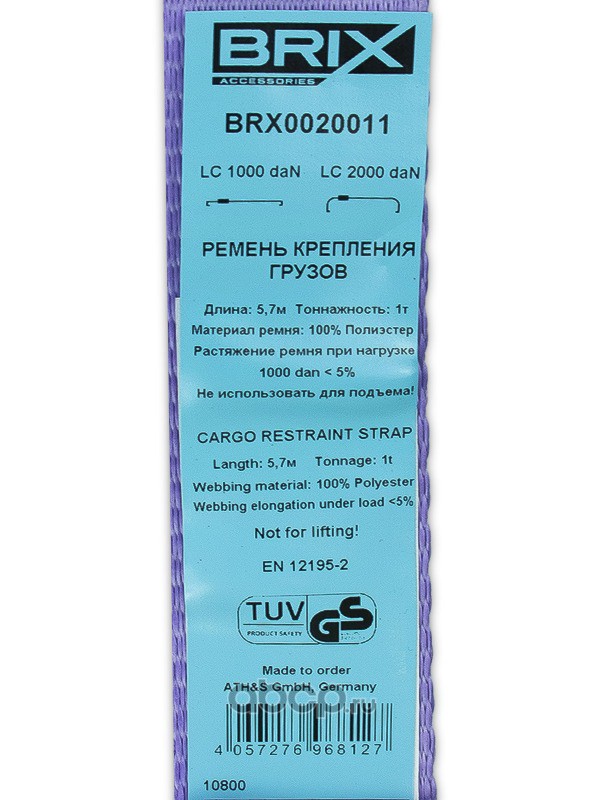 BRIX
ACCESSORIES
BRX0020011
LC 1000 daN LC 2000 daN
РЕМЕНЬ КРЕПЛЕНИЯ
ГРУЗОВ
Длина: 5,7м Тоннажность: 1т
Материал ремня: 100% Полиэстер
Растяжение ремня при нагрузке
1000 dan < 5%
Не использовать для подъема!
CARGO RESTRAINT STRAP
Langth: 5,7м Tonnage: 1t
Webbing material: 100% Polyester
Webbing elongation under load <5%
Not for lifting!
EN 12195-2
TUV GS
PRODUCT SAFETY
Made to order
ATH&S GmbH, Germany
abcp.ru
4 057276 968127
10800